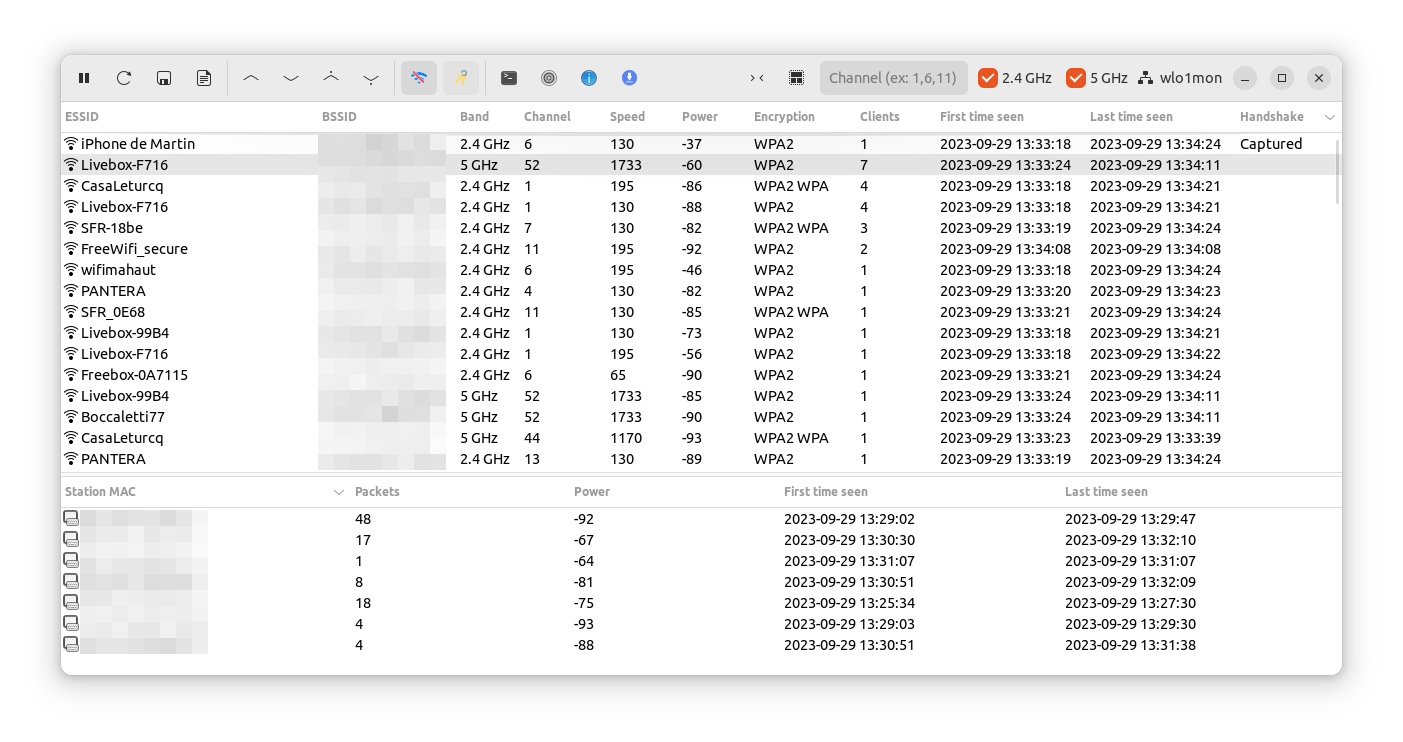 Channel (ex: 1,6,11) 2.4 GHz 5 GHz wlo1mon
ESSID BSSID Band Channel Speed Power Encryption Clients First time seen Last time seen Handshake
iPhone de Martin 2.4 GHz 6 130 -37 WPA2 1 2023-09-29 13:33:18 2023-09-29 13:34:24 Captured
Livebox-F716 5 GHz 52 1733 -60 WPA2 7 2023-09-29 13:33:24 2023-09-29 13:34:11
CasaLeturcq 2.4 GHz 1 195 -86 WPA2 WPA 4 2023-09-29 13:33:18 2023-09-29 13:34:21
Livebox-F716 2.4 GHz 1 130 -88 WPA2 4 2023-09-29 13:33:18 2023-09-29 13:34:21
SFR-18be 2.4 GHz 7 130 -82 WPA2 WPA 3 2023-09-29 13:33:19 2023-09-29 13:34:24
FreeWifi_secure 2.4 GHz 11 195 -92 WPA2 2 2023-09-29 13:34:08 2023-09-29 13:34:08
wifimahaut 2.4 GHz 6 195 -46 WPA2 1 2023-09-29 13:33:18 2023-09-29 13:34:24
PANTERA 2.4 GHz 4 130 -82 WPA2 1 2023-09-29 13:33:20 2023-09-29 13:34:23
SFR_0E68 2.4 GHz 11 130 -85 WPA2 WPA 1 2023-09-29 13:33:21 2023-09-29 13:34:24
Livebox-99B4 2.4 GHz 1 130 -73 WPA2 1 2023-09-29 13:33:18 2023-09-29 13:34:21
Livebox-F716 2.4 GHz 1 195 -56 WPA2 1 2023-09-29 13:33:18 2023-09-29 13:34:22
Freebox-0A7115 2.4 GHz 6 65 -90 WPA2 1 2023-09-29 13:33:21 2023-09-29 13:34:24
Livebox-99B4 5 GHz 52 1733 -85 WPA2 1 2023-09-29 13:33:24 2023-09-29 13:34:11
Boccaletti77 5 GHz 52 1733 -90 WPA2 1 2023-09-29 13:33:24 2023-09-29 13:34:11
CasaLeturcq 5 GHz 44 1170 -93 WPA2 WPA 1 2023-09-29 13:33:23 2023-09-29 13:33:39
PANTERA 2.4 GHz 13 130 -89 WPA2 1 2023-09-29 13:33:19 2023-09-29 13:34:24
Station MAC Packets Power First time seen Last time seen
48 -92 2023-09-29 13:29:02 2023-09-29 13:29:47
17 -67 2023-09-29 13:30:30 2023-09-29 13:32:10
1 -64 2023-09-29 13:31:07 2023-09-29 13:31:07
8 -81 2023-09-29 13:30:51 2023-09-29 13:32:09
18 -75 2023-09-29 13:25:34 2023-09-29 13:27:30
4 -93 2023-09-29 13:29:03 2023-09-29 13:29:30
4 -88 2023-09-29 13:30:51 2023-09-29 13:31:38